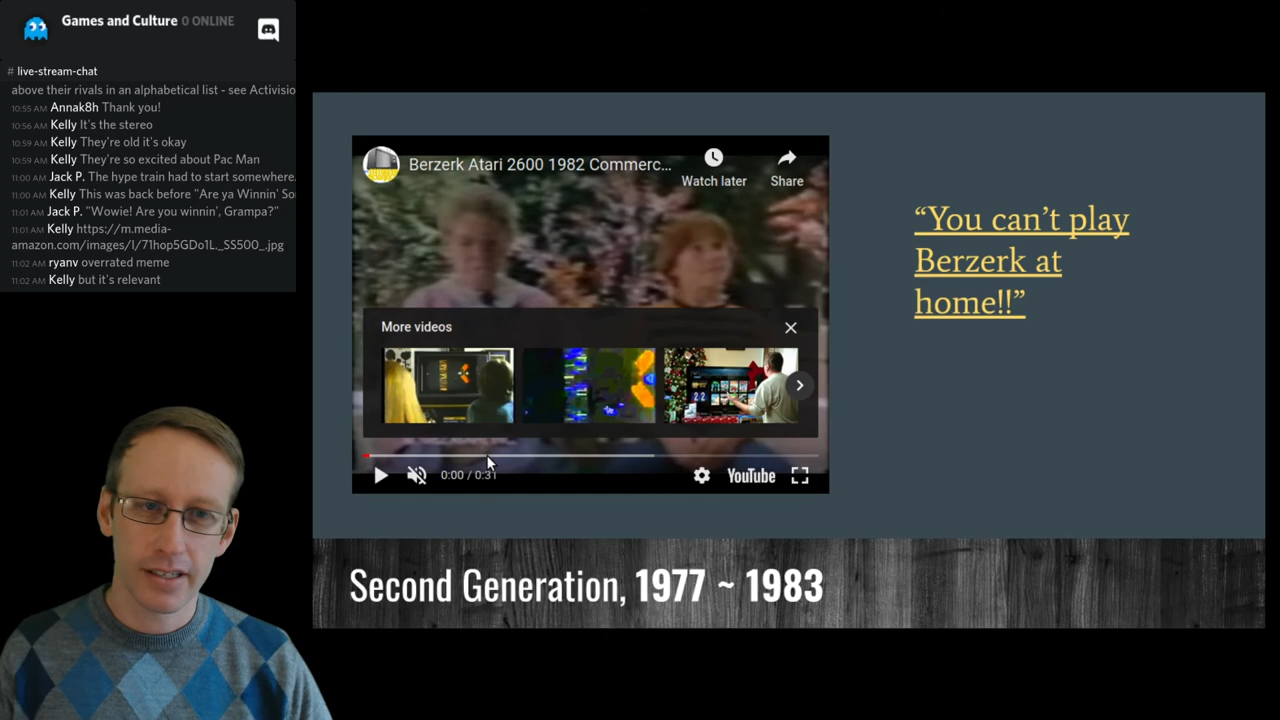 Games and Culture 0 ONLINE
# live-stream-chat
above their rivals in an alphabetical list - see Activisio
10:55 AM Annak8h Thank you!
10:56 AM Kelly It's the stereo
10:59 AM Kelly They're old it's okay
10:59 AM Kelly They're so excited about Pac Man
11:00 AM Jack P. The hype train had to start somewhere.
11:00 AM Kelly This was back before "Are ya Winnin' So
11:01 AM Jack P. "Wowie! Are you winnin', Grampa?"
11:01 AM Kelly https://m.media-
amazon.com/images/I/71hop5GDo1L._SS500_.jpg
11:02 AM ryanv overrated meme
11:02 AM Kelly but it's relevant
Berzerk Atari 2600 1982 Commerc...
Watch later
Share
More videos
0:00 / 0:31
YouTube
“You can’t play
Berzerk at
home!!”
Second Generation, 1977 ~ 1983